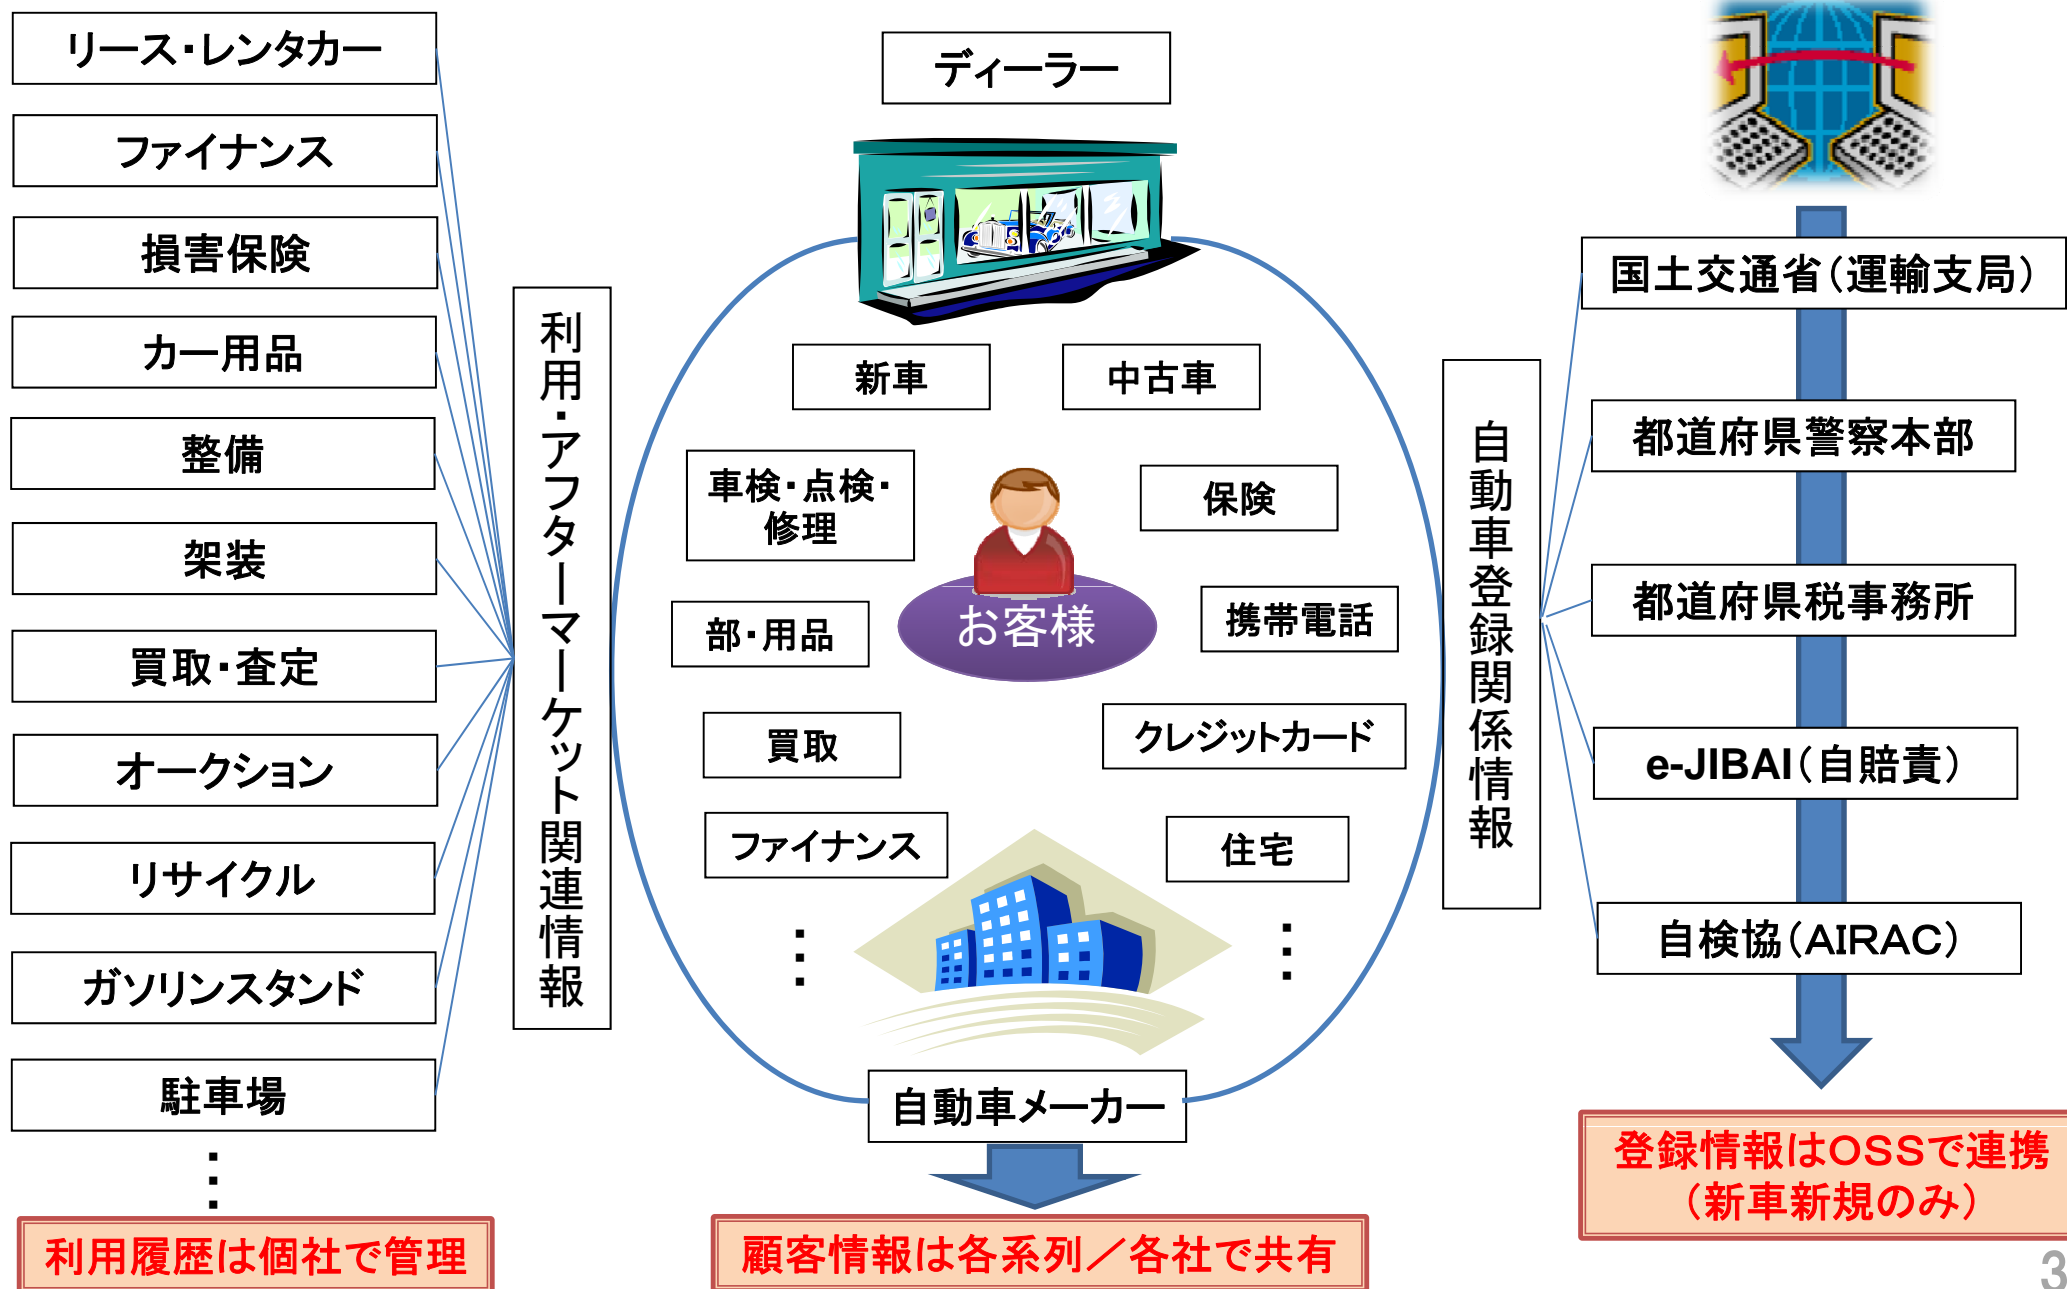 リース・レンタカー
ファイナンス
損害保険
カー用品
整備
架装
買取・査定
オークション
リサイクル
ガソリンスタンド
駐車場
⋮
利用履歴は個社で管理
利用・アフターマーケット関連情報
ディーラー
新車
中古車
車検・点検・
修理
保険
お客様
部・用品
携帯電話
買取
クレジットカード
ファイナンス
住宅
⋮
⋮
自動車メーカー
顧客情報は各系列／各社で共有
自動車登録関係情報
国土交通省（運輸支局）
都道府県警察本部
都道府県税事務所
e-JIBAI（自賠責）
自検協（AIRAC）
登録情報はOSSで連携
（新車新規のみ）
3